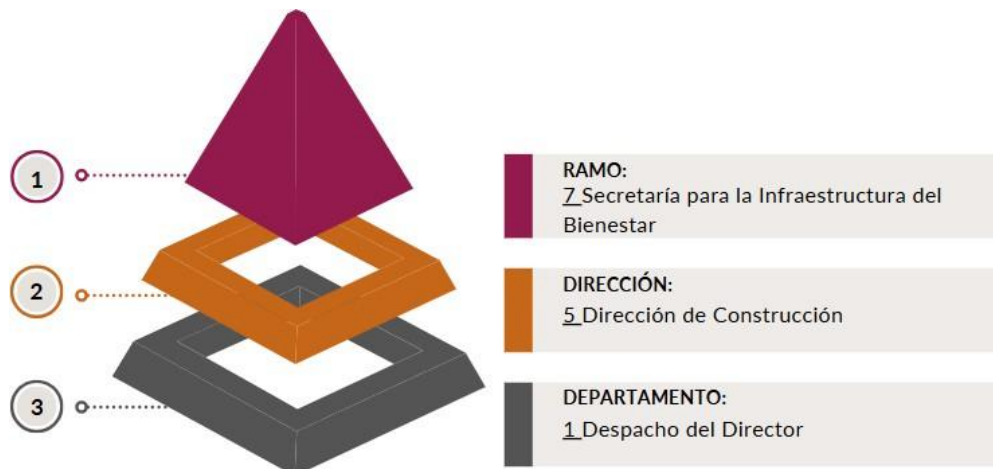 1
RAMO:
7 Secretaría para la Infraestructura del
Bienestar
2
DIRECCIÓN:
5 Dirección de Construcción
3
DEPARTAMENTO:
1 Despacho del Director